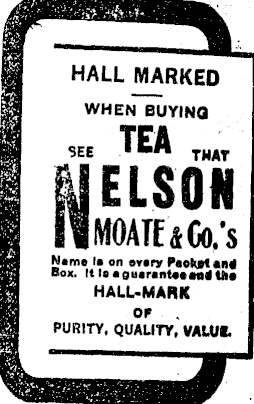 HALL MARKED
WHEN BUYING
TEA
SEE THAT
NELSON
MOATE & Co.'s
Name is on every Packet and
Box. It is a guarantee and the
HALL-MARK
OF
PURITY, QUALITY, VALUE.